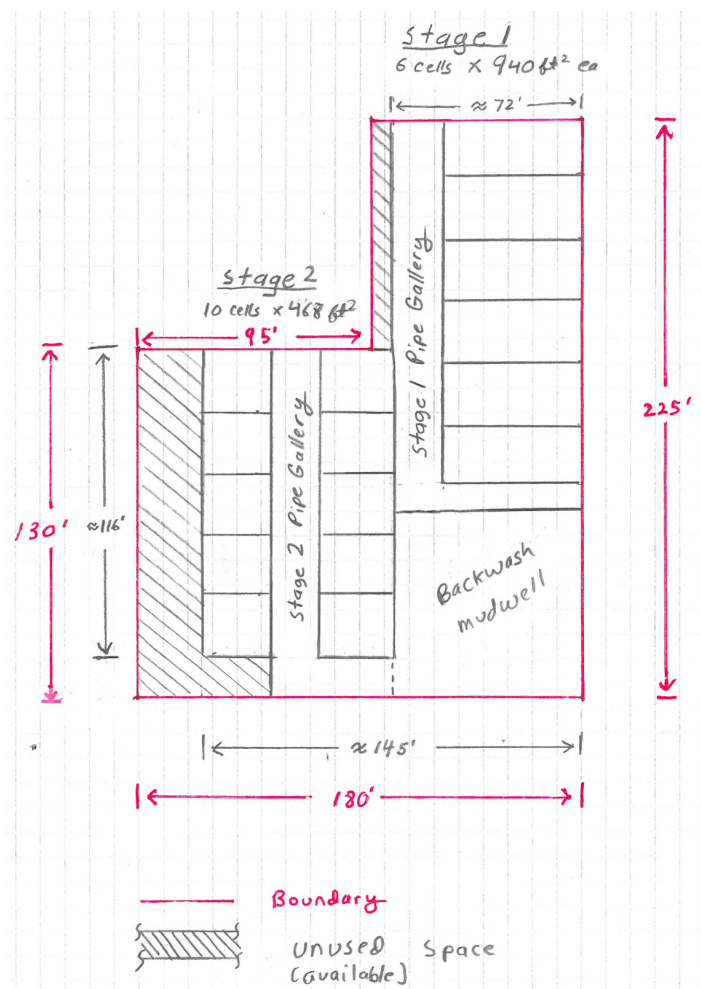 Stage 1
6 cells × 940 ft² ea
≈ 72'
Stage 1 Pipe Gallery
Stage 2
10 cells × 468 ft²
95'
Stage 2 Pipe Gallery
225'
130'
≈116'
Backwash
mudwell
≈ 145'
180'
Boundary
unused Space
(available]